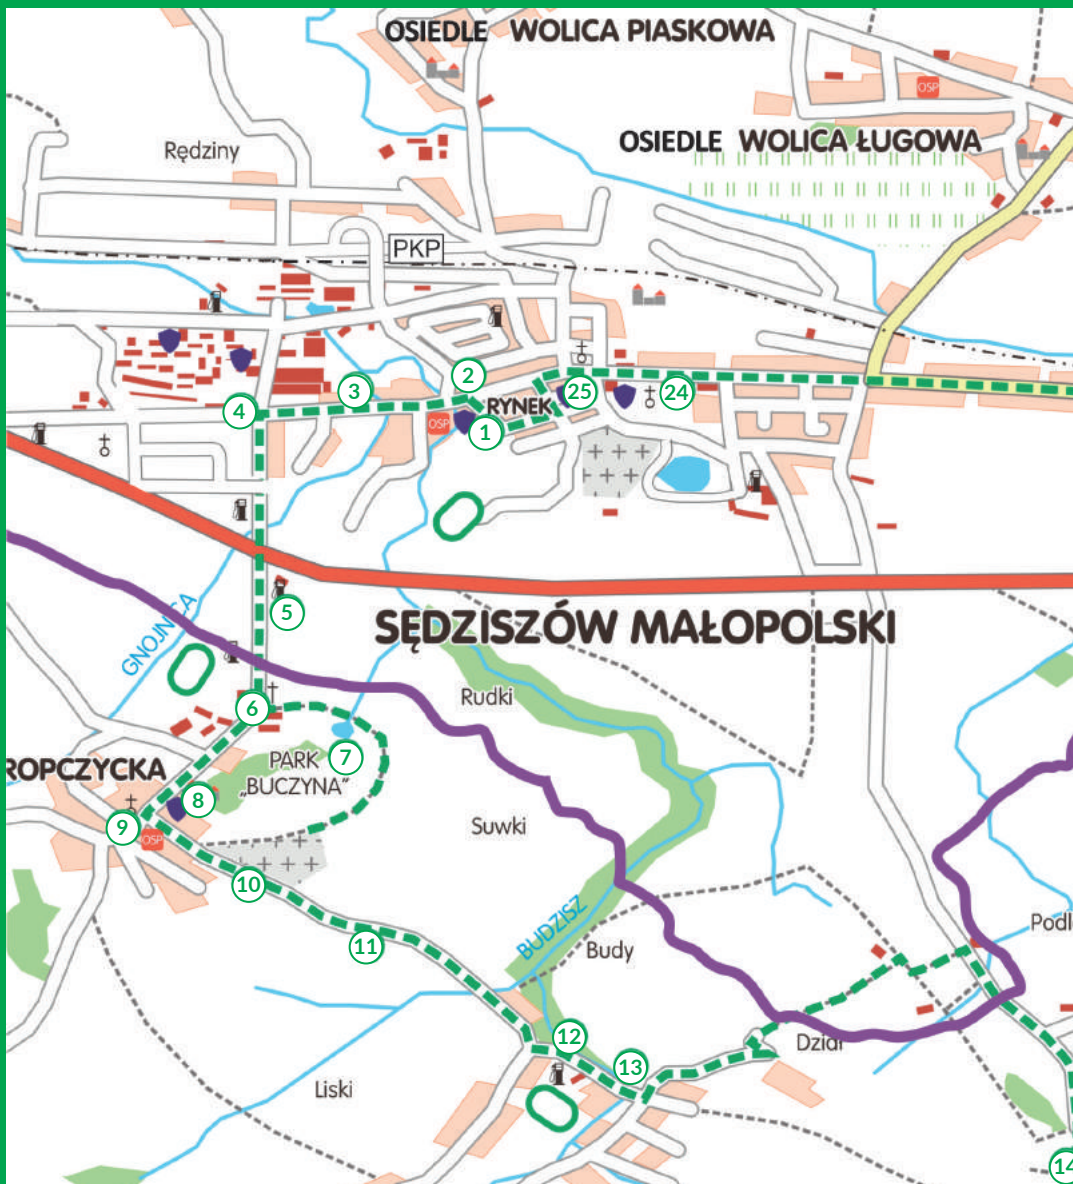 OSIEDLE WOLICA PIASKOWA
OSP
OSIEDLE WOLICA ŁUGOWA
Rędziny
PKP
2
3
25
24
RYNEK
4
OSP
1
5
GNOJNICA
SĘDZISZÓW MAŁOPOLSKI
Rudki
6
7
PARK
„BUCZYNA”
ROPCZYCKA
8
9
OSP
Suwki
10
11
BUDZISZ
Budy
Podl
12
Dział
13
Liski
14